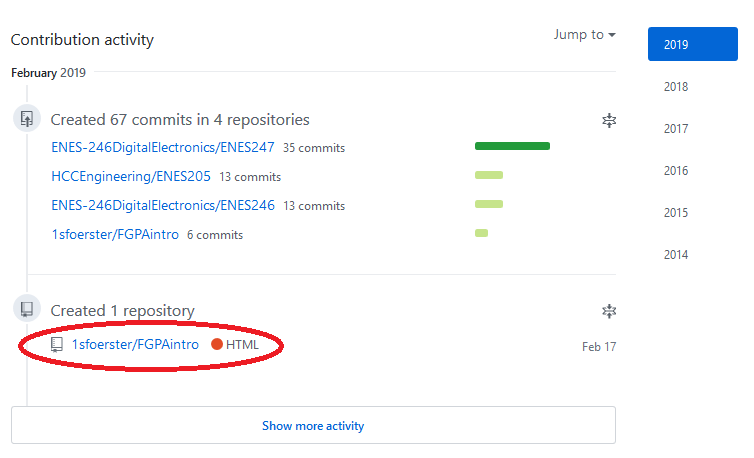 Contribution activity
Jump to
2019
February 2019
2018
Created 67 commits in 4 repositories
2017
ENES-246DigitalElectronics/ENES247 35 commits
HCCEngineering/ENES205 13 commits
2016
ENES-246DigitalElectronics/ENES246 13 commits
2015
1sfoerster/FGPAintro 6 commits
2014
Created 1 repository
1sfoerster/FGPAintro HTML
Feb 17
Show more activity